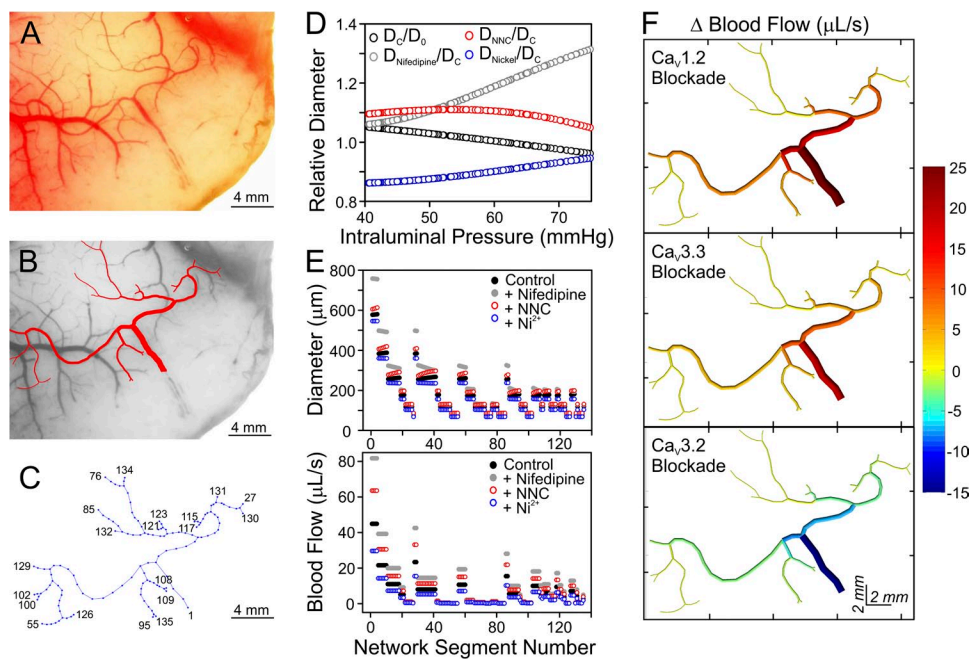 A
4 mm
B
4 mm
C
134
76
131
27
85
123
115
121
117
130
132
129
108
102
109
100
126
1
55
95
135
4 mm
D
D_C/D_0
D_NNC/D_C
D_Nifedipine/D_C
D_Nickel/D_C
1.4
1.2
1.0
0.8
Relative Diameter
40
50
60
70
Intraluminal Pressure (mmHg)
E
800
600
400
200
0
Diameter (µm)
Control
+ Nifedipine
+ NNC
+ Ni²⁺
0
40
80
120
80
60
40
20
0
Blood Flow (µL/s)
Control
+ Nifedipine
+ NNC
+ Ni²⁺
0
40
80
120
Network Segment Number
F
Δ Blood Flow (µL/s)
Ca_v1.2
Blockade
Ca_v3.3
Blockade
Ca_v3.2
Blockade
2 mm
2 mm
25
20
15
10
5
0
-5
-10
-15